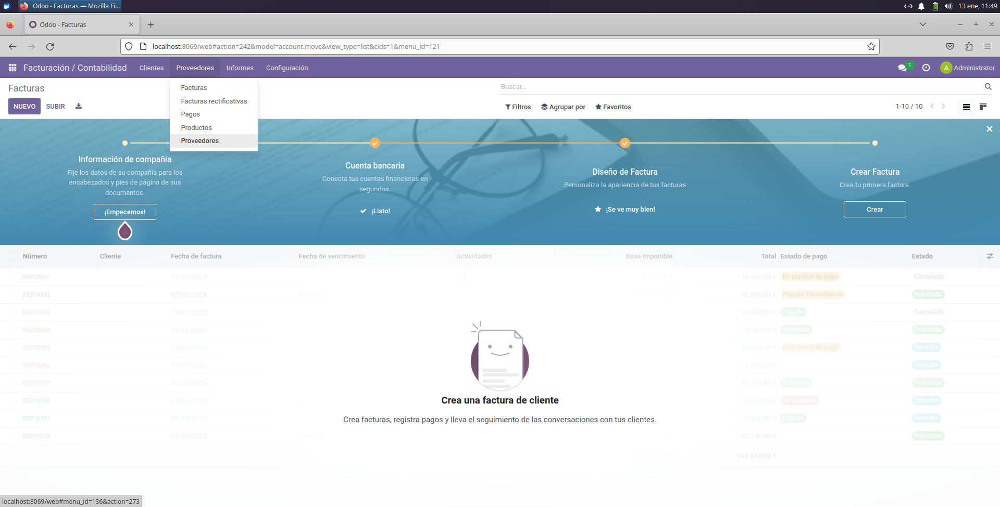 Odoo - Facturas — Mozilla Fi...
13 ene, 11:49
Odoo - Facturas
localhost:8069/web#action=242&model=account.move&view_type=list&cids=1&menu_id=121
Facturación / Contabilidad Clientes Proveedores Informes Configuración 1 A Administrator
Facturas
Buscar...
NUEVO SUBIR
Filtros Agrupar por Favoritos 1-10 / 10
Facturas
Facturas rectificativas
Pagos
Productos
Proveedores
Información de compañía
Fije los datos de su compañía para los
encabezados y pies de página de sus
documentos.
¡Empecemos!
Cuenta bancaria
Conecta tus cuentas financieras en
segundos.
¡Listo!
Diseño de Factura
Personaliza la apariencia de tus facturas
¡Se ve muy bien!
Crear Factura
Crea tu primera factura.
Crear
Número Cliente Fecha de factura Fecha de vencimiento Actividades Base imponible Total Estado de pago Estado
REF0001 11/02/2024 34.490,00 € En proceso de pago Cancelado
REF0002 02/02/2024 Mañana 36.396,00 € Pagado Parcialmente Publicado
REF0003 19/02/2024 29.304,00 € Pagado Cancelado
REF0004 15/12/2023 5.533,00 € Revertido Publicado
REF0005 12/01/2024 16.054,00 € En proceso de pago Borrador
REF0006 31/01/2024 4.540,00 € Borrador
REF0007 02/12/2023 56.187,00 € Revertido Publicado
REF0008 27/01/2024 72.542,00 € No pagadas Borrador
REF0009 06/12/2023 6.452,00 € Pagado Borrador
REF0010 13/01/2024 88.148,00 € Publicado
349.646,00 €
Crea una factura de cliente
Crea facturas, registra pagos y lleva el seguimiento de las conversaciones con tus clientes.
localhost:8069/web#menu_id=136&action=273